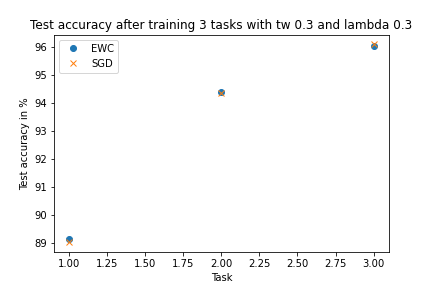 Test accuracy after training 3 tasks with tw 0.3 and lambda 0.3
EWC
SGD
Test accuracy in %
96
95
94
93
92
91
90
89
1.00 1.25 1.50 1.75 2.00 2.25 2.50 2.75 3.00
Task